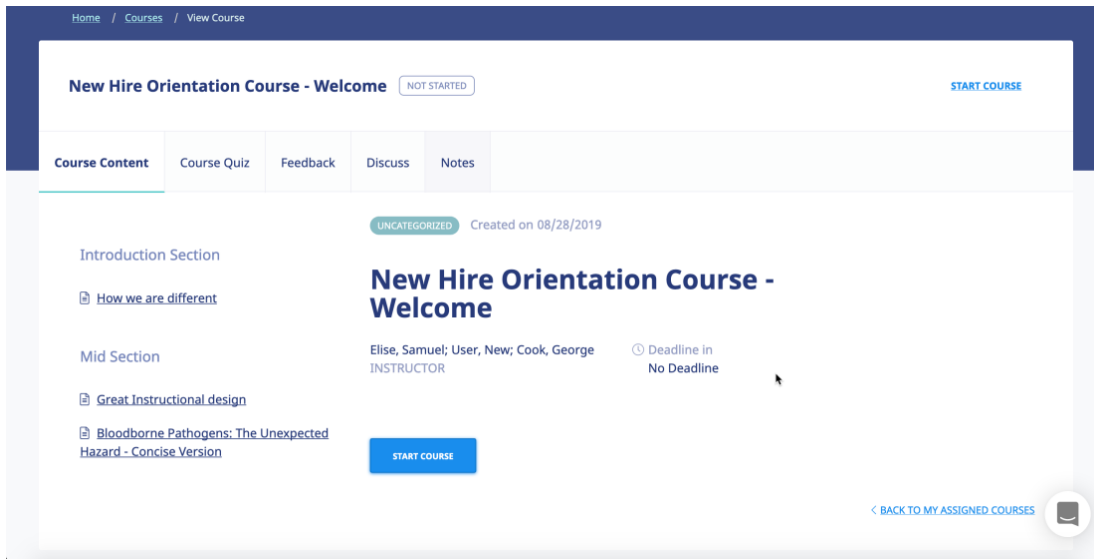 Home / Courses / View Course
New Hire Orientation Course - Welcome NOT STARTED
START COURSE
Course Content Course Quiz Feedback Discuss Notes
Introduction Section
How we are different
Mid Section
Great Instructional design
Bloodborne Pathogens: The Unexpected
Hazard - Concise Version
UNCATEGORIZED Created on 08/28/2019
New Hire Orientation Course -
Welcome
Elise, Samuel; User, New; Cook, George
INSTRUCTOR
Deadline in
No Deadline
START COURSE
< BACK TO MY ASSIGNED COURSES